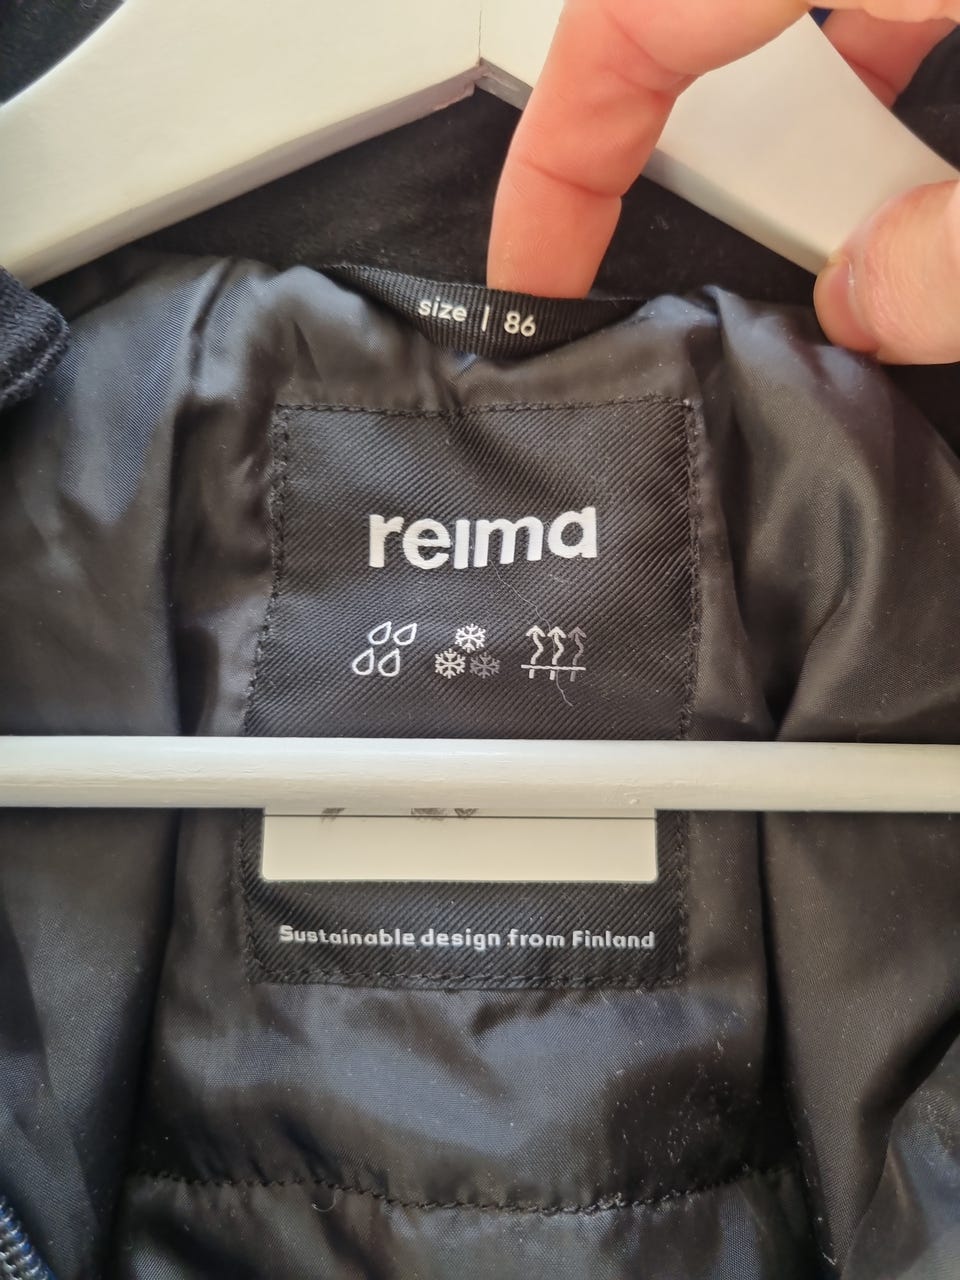 size | 86
reima
Sustainable design from Finland